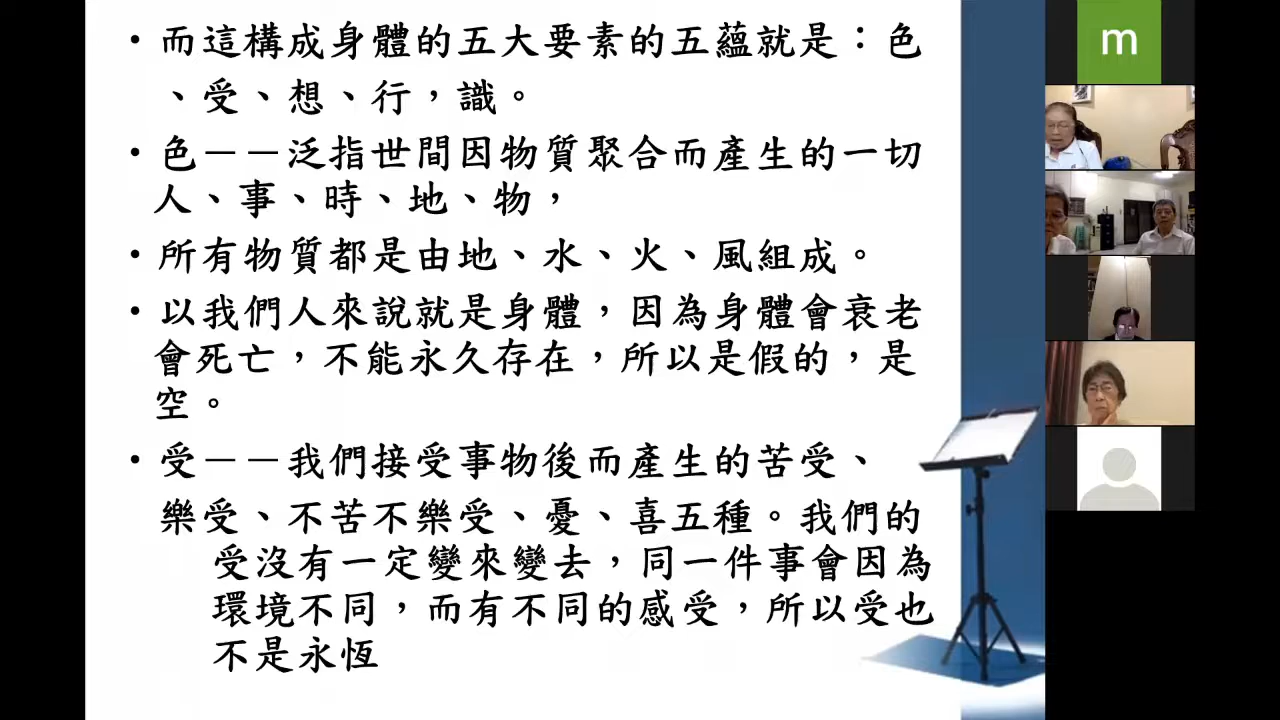 •而這構成身體的五大要素的五蘊就是：色
、受、想、行，識。
•色－－泛指世間因物質聚合而產生的一切
人、事、時、地、物，
•所有物質都是由地、水、火、風組成。
•以我們人來說就是身體，因為身體會衰老
會死亡，不能永久存在，所以是假的，是
空。
•受－－我們接受事物後而產生的苦受、
樂受、不苦不樂受、憂、喜五種。我們的
受沒有一定變來變去，同一件事會因為
環境不同，而有不同的感受，所以受也
不是永恆
m